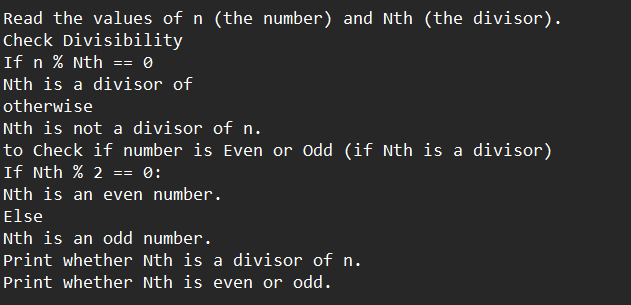 Read the values of n (the number) and Nth (the divisor).
Check Divisibility
If n % Nth == 0
Nth is a divisor of
otherwise
Nth is not a divisor of n.
to Check if number is Even or Odd (if Nth is a divisor)
If Nth % 2 == 0:
Nth is an even number.
Else
Nth is an odd number.
Print whether Nth is a divisor of n.
Print whether Nth is even or odd.